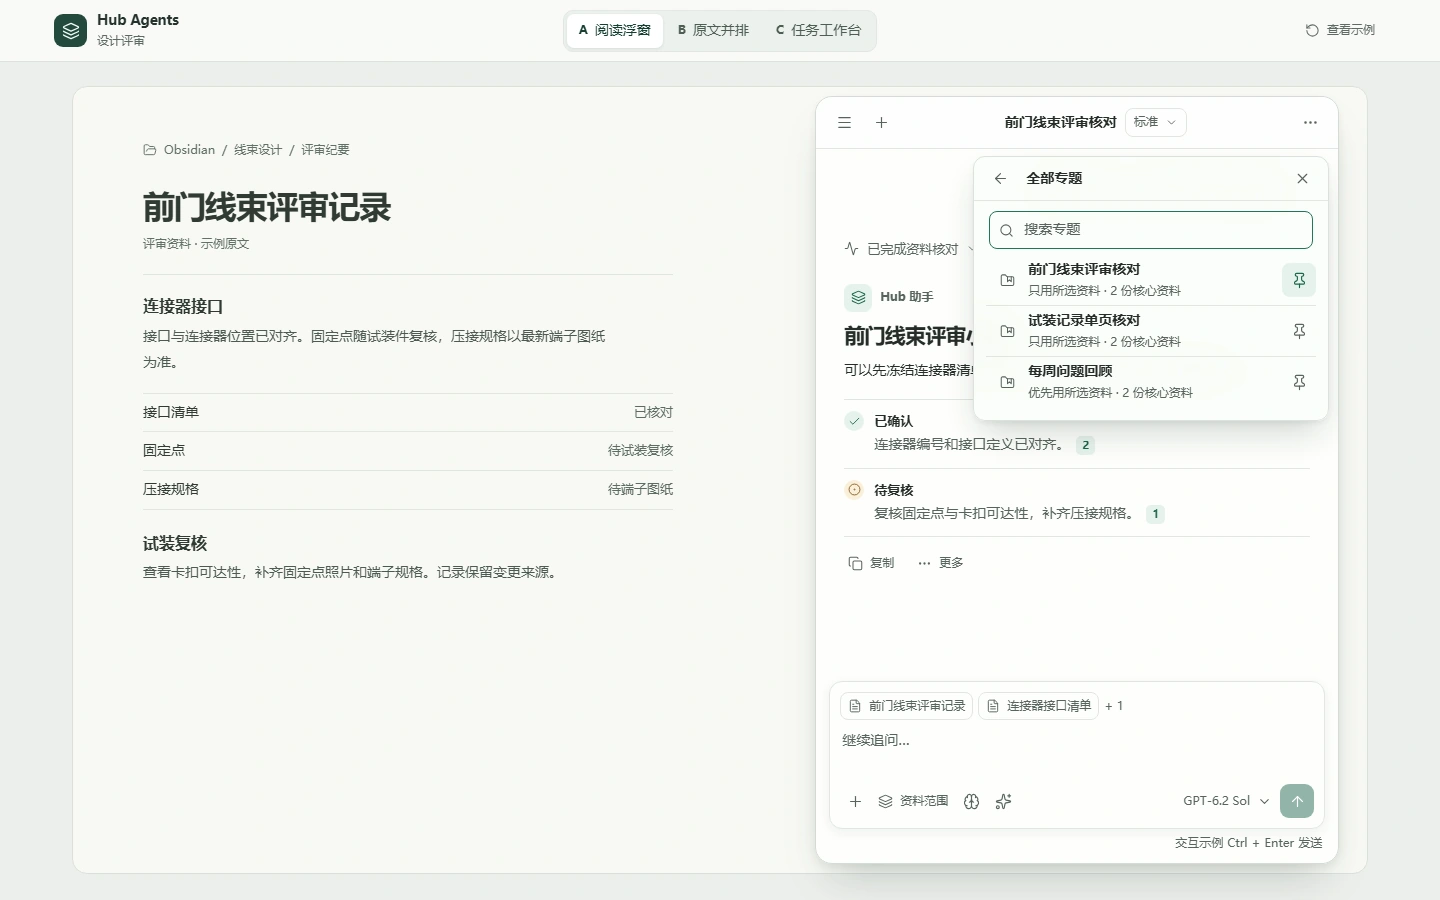 Hub Agents
设计评审
A 阅读浮窗
B 原文并排
C 任务工作台
查看示例
Obsidian / 线束设计 / 评审纪要
前门线束评审记录
评审资料 · 示例原文
连接器接口
接口与连接器位置已对齐。固定点随试装件复核，压接规格以最新端子图纸
为准。
接口清单 已核对
固定点 待试装复核
压接规格 待端子图纸
试装复核
查看卡扣可达性，补齐固定点照片和端子规格。记录保留变更来源。
前门线束评审核对 标准
全部专题
搜索专题
前门线束评审核对
只用所选资料 · 2 份核心资料
试装记录单页核对
只用所选资料 · 2 份核心资料
每周问题回顾
优先用所选资料 · 2 份核心资料
已完成资料核对
Hub 助手
前门线束评审
可以先冻结连接器清
已确认
连接器编号和接口定义已对齐。 2
待复核
复核固定点与卡扣可达性，补齐压接规格。 1
复制 更多
前门线束评审记录 连接器接口清单 + 1
继续追问...
资料范围 GPT-6.2 Sol
交互示例 Ctrl + Enter 发送